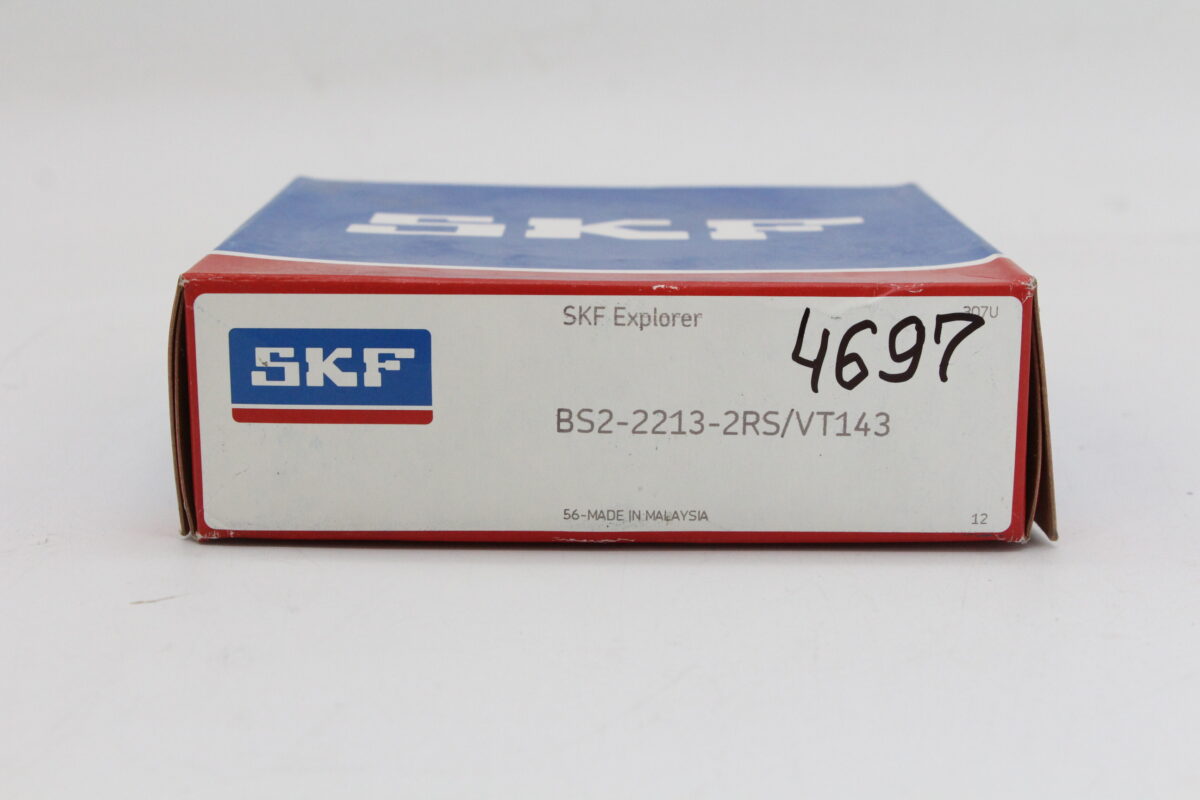 SKF
SKF Explorer
307U
4697
SKF
BS2-2213-2RS/VT143
56-MADE IN MALAYSIA
12